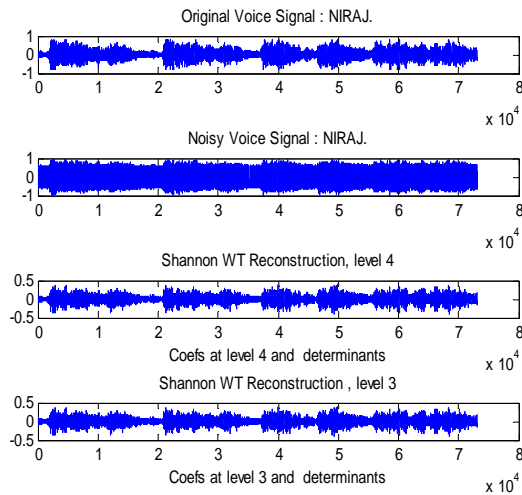 Original Voice Signal : NIRAJ.
1
0
-1
0 1 2 3 4 5 6 7 8
x 10^4
Noisy Voice Signal : NIRAJ.
1
0
-1
0 1 2 3 4 5 6 7 8
x 10^4
Shannon WT Reconstruction, level 4
0.5
0
-0.5
0 1 2 3 4 5 6 7 8
Coefs at level 4 and determinants
x 10^4
Shannon WT Reconstruction , level 3
0.5
0
-0.5
0 1 2 3 4 5 6 7 8
Coefs at level 3 and determinants
x 10^4